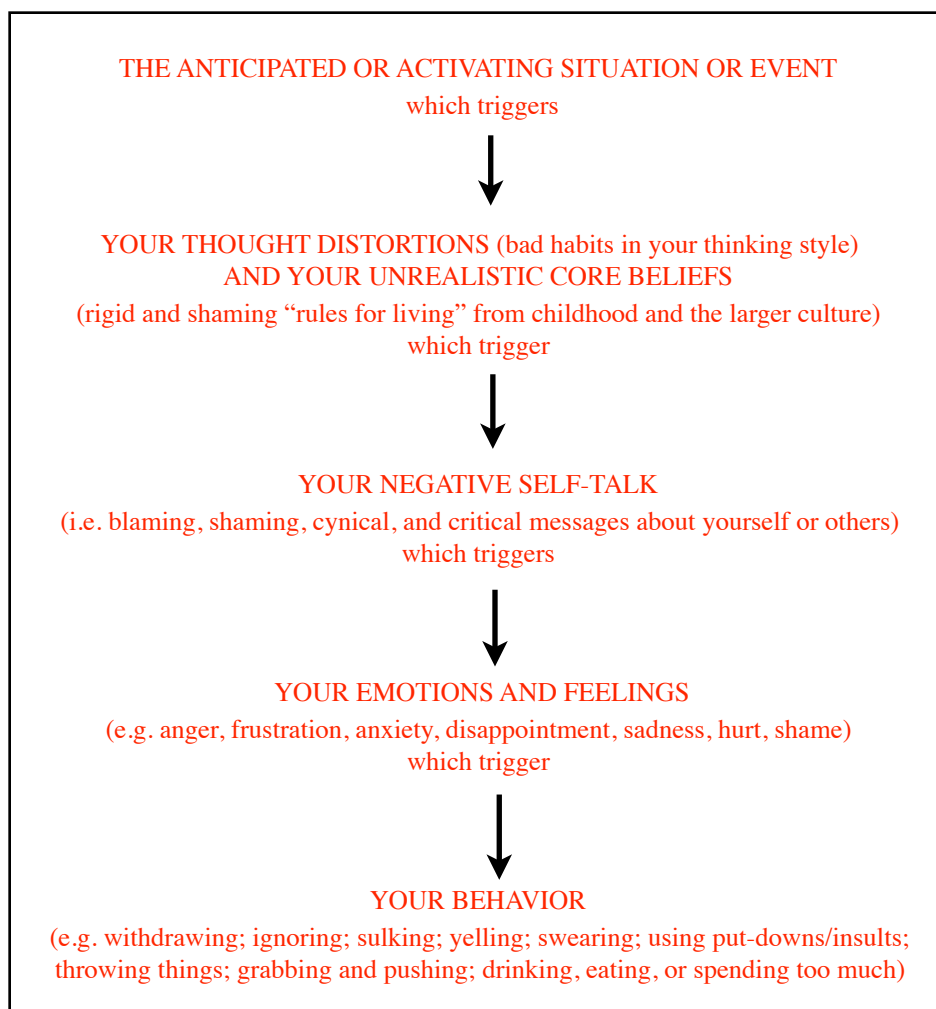 THE ANTICIPATED OR ACTIVATING SITUATION OR EVENT
which triggers
YOUR THOUGHT DISTORTIONS (bad habits in your thinking style)
AND YOUR UNREALISTIC CORE BELIEFS
(rigid and shaming “rules for living” from childhood and the larger culture)
which trigger
YOUR NEGATIVE SELF-TALK
(i.e. blaming, shaming, cynical, and critical messages about yourself or others)
which triggers
YOUR EMOTIONS AND FEELINGS
(e.g. anger, frustration, anxiety, disappointment, sadness, hurt, shame)
which trigger
YOUR BEHAVIOR
(e.g. withdrawing; ignoring; sulking; yelling; swearing; using put-downs/insults;
throwing things; grabbing and pushing; drinking, eating, or spending too much)